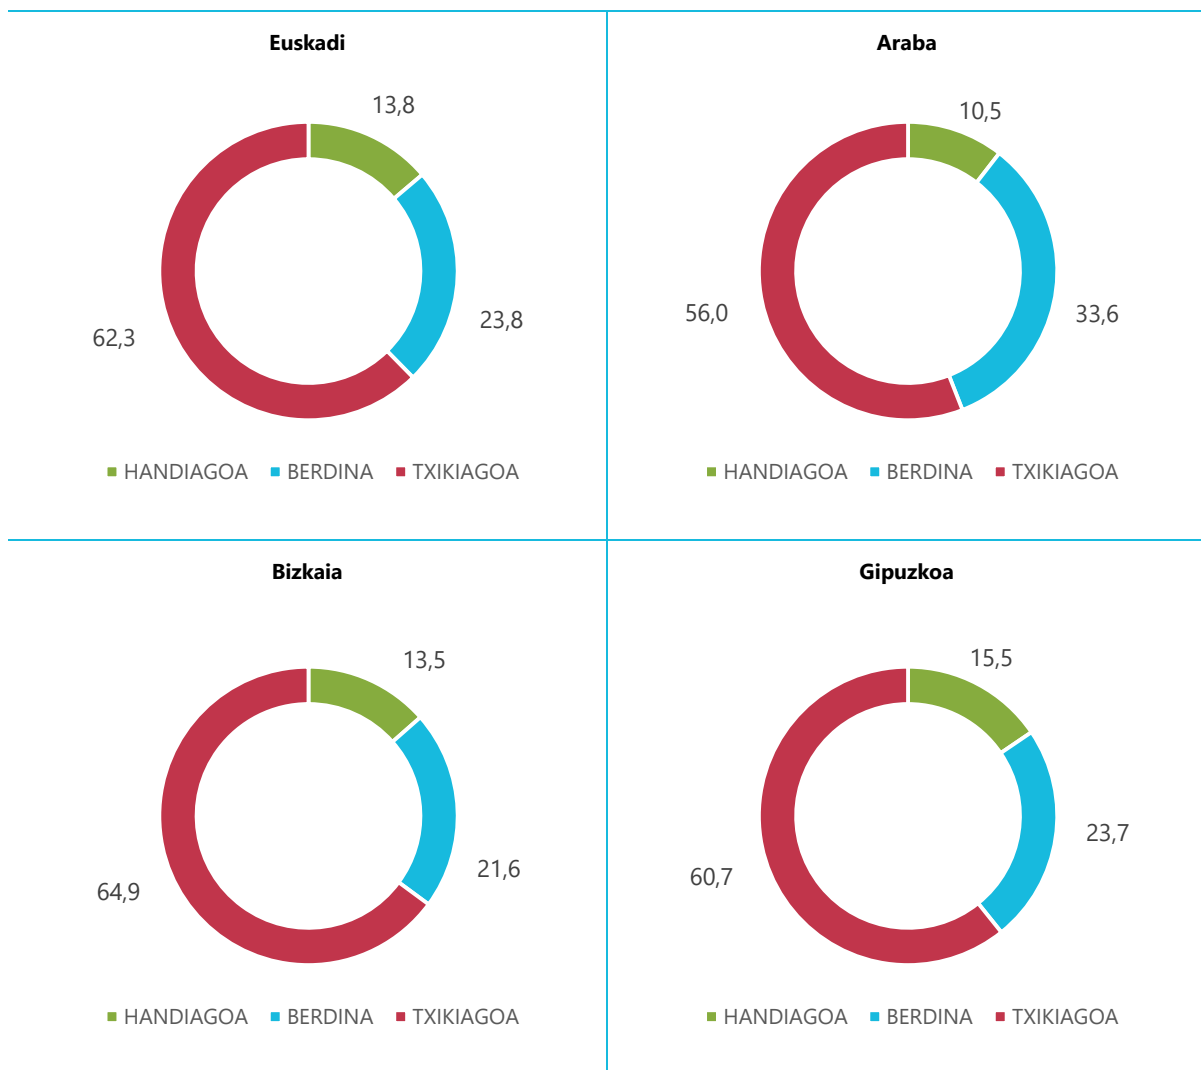 Euskadi
13,8
23,8
62,3
HANDIAGOA BERDINA TXIKIAGOA
Araba
10,5
33,6
56,0
HANDIAGOA BERDINA TXIKIAGOA
Bizkaia
13,5
21,6
64,9
HANDIAGOA BERDINA TXIKIAGOA
Gipuzkoa
15,5
23,7
60,7
HANDIAGOA BERDINA TXIKIAGOA